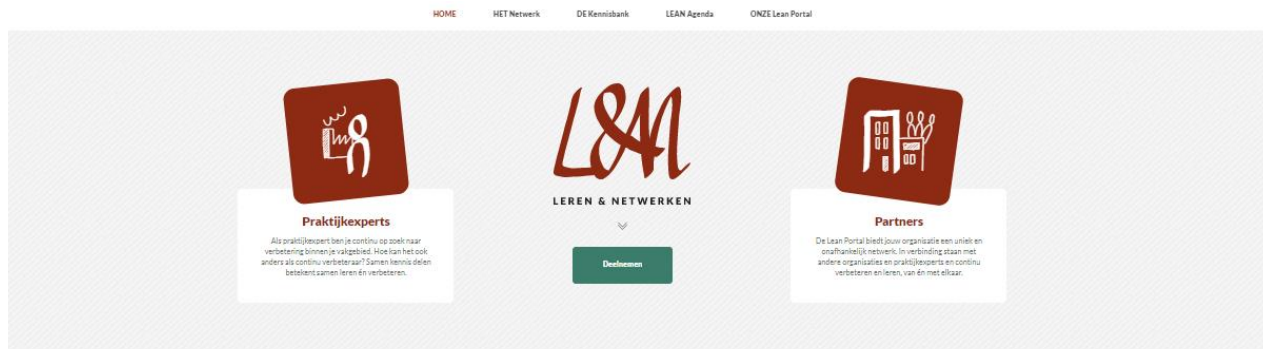 HOME HET Netwerk DE Kennisbank LEAN Agenda ONZE Lean Portal
Praktijkexperts
Als praktijkexpert ben je continu op zoek naar
verbetering binnen je vakgebied. Hoe kan het ook
anders als continu verbeteraar? Samen kennis delen
betekent samen leren én verbeteren.
L&N
LEREN & NETWERKEN
Deelnemen
Partners
De Lean Portal biedt jouw organisatie een uniek en
onafhankelijk netwerk. In verbinding staan met
andere organisaties en praktijkexperts en continu
verbeteren en leren, van én met elkaar.